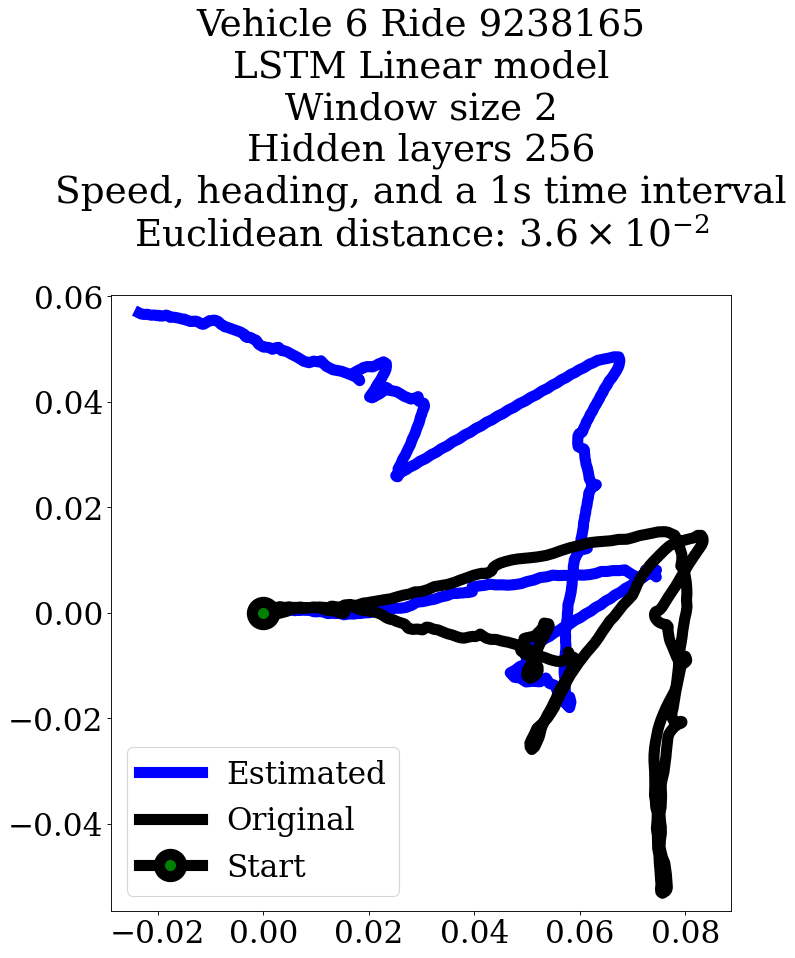 Vehicle 6 Ride 9238165
LSTM Linear model
Window size 2
Hidden layers 256
Speed, heading, and a 1s time interval
Euclidean distance: 3.6 × 10⁻²
0.06
0.04
0.02
0.00
−0.02
−0.04
Estimated
Original
Start
−0.02 0.00 0.02 0.04 0.06 0.08